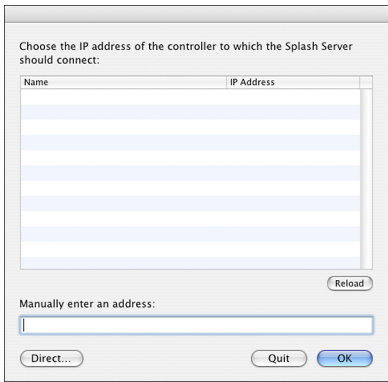 Choose the IP address of the controller to which the Splash Server
should connect:
Name IP Address
Reload
Manually enter an address:
Direct... Quit OK